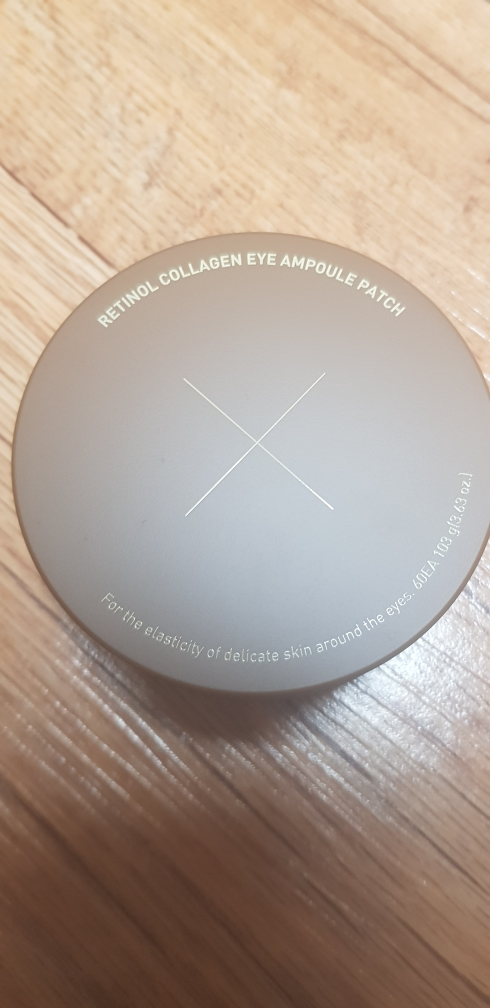 RETINOL COLLAGEN EYE AMPOULE PATCH
For the elasticity of delicate skin around the eyes. 60EA 103 g(3.63 oz.)